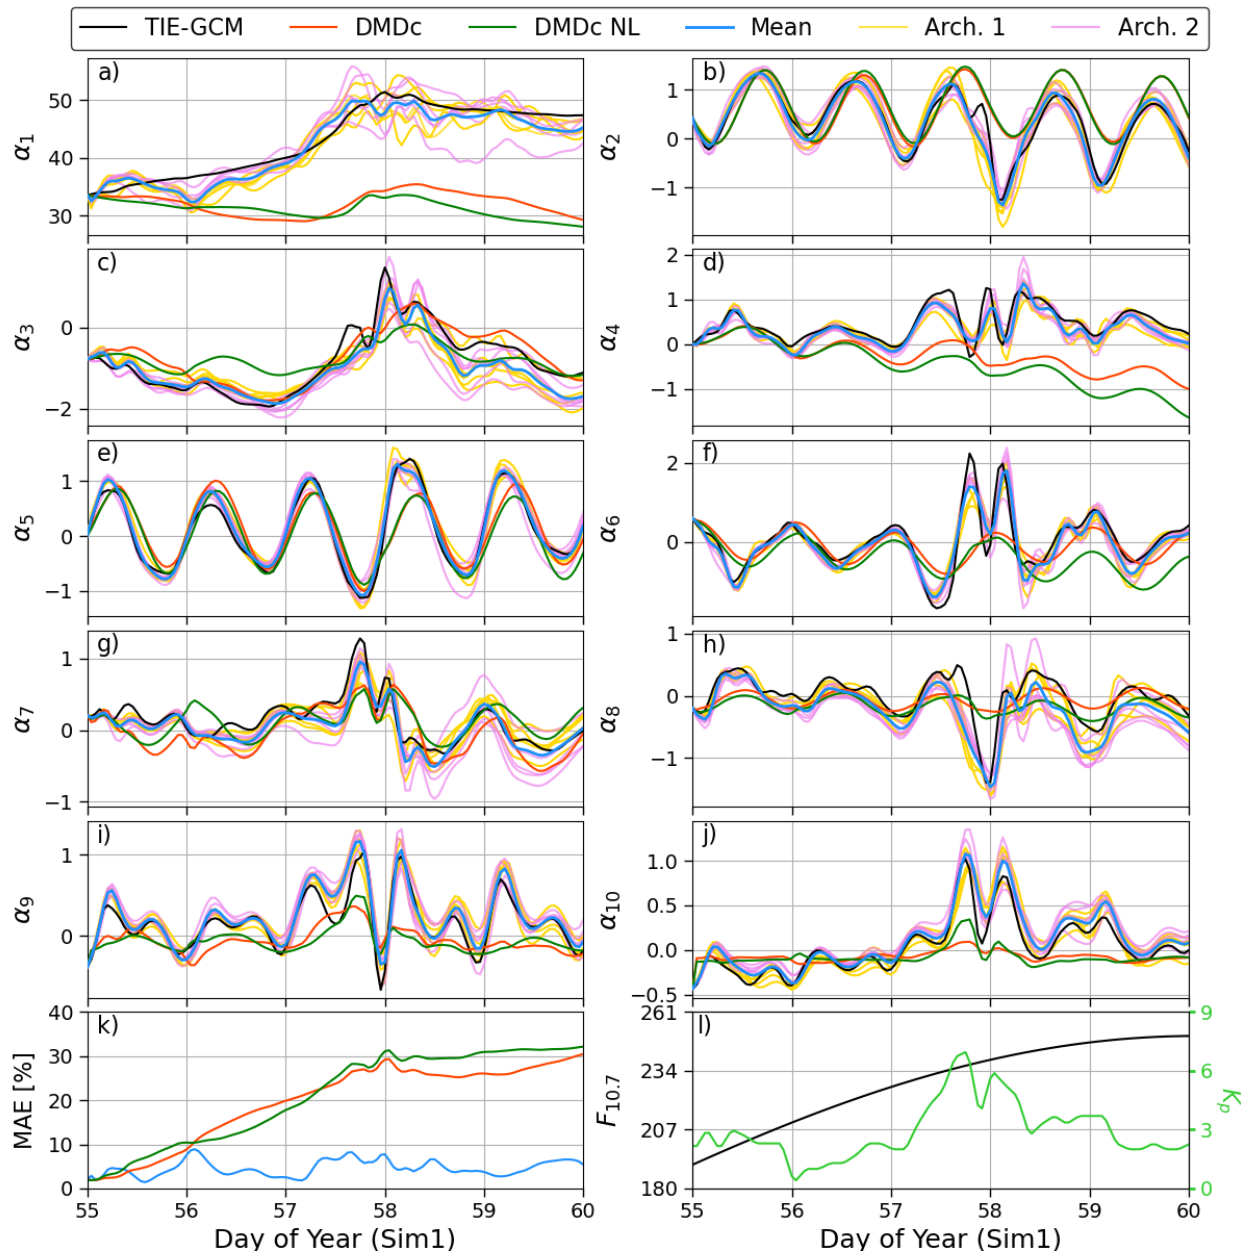 TIE-GCM DMDc DMDc NL Mean Arch. 1 Arch. 2
a)
50
40
30
α1
b)
1
0
−1
α2
c)
0
−2
α3
d)
2
1
0
−1
α4
e)
1
0
−1
α5
f)
2
0
α6
g)
1
0
−1
α7
h)
1
0
−1
α8
i)
1
0
α9
j)
1.0
0.5
0.0
−0.5
α10
k)
40
30
20
10
0
MAE [%]
55 56 57 58 59 60
Day of Year (Sim1)
l)
261
234
207
180
F10.7
9
6
3
0
Kp
55 56 57 58 59 60
Day of Year (Sim1)